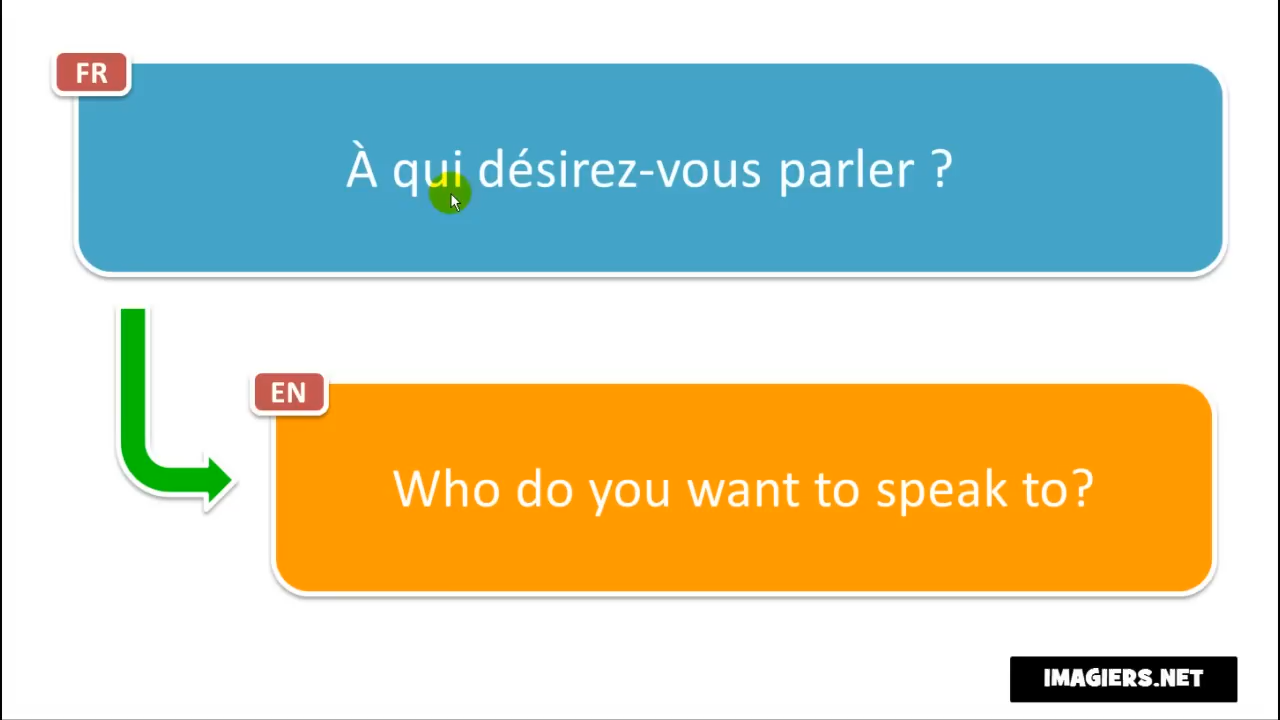 FR
À qui désirez-vous parler ?
EN
Who do you want to speak to?
IMAGIERS.NET